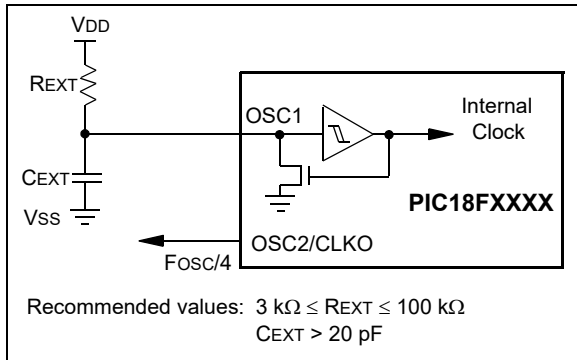 VDD
REXT
OSC1
Internal
Clock
CEXT
PIC18FXXXX
VSS
OSC2/CLKO
FOSC/4
Recommended values: 3 kΩ ≤ REXT ≤ 100 kΩ
CEXT > 20 pF